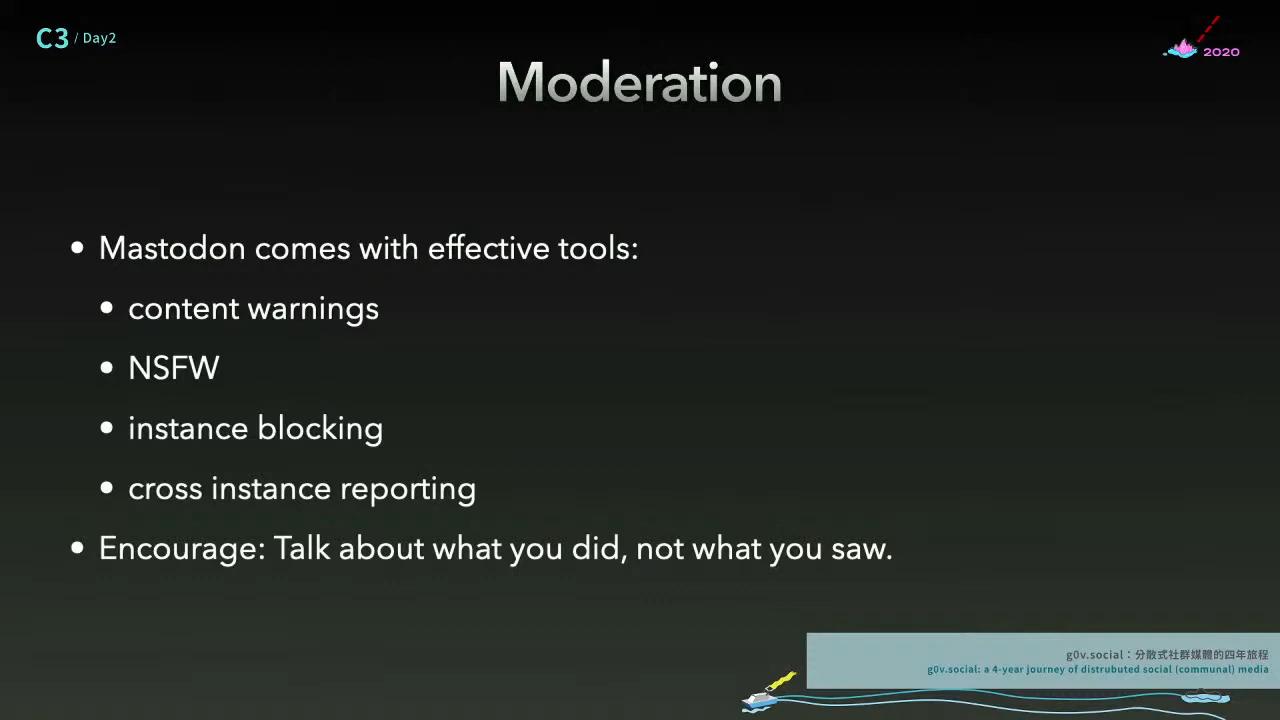 C3 / Day2
2020
Moderation
• Mastodon comes with effective tools:
• content warnings
• NSFW
• instance blocking
• cross instance reporting
• Encourage: Talk about what you did, not what you saw.
g0v.social：分散式社群媒體的四年旅程
g0v.social: a 4-year journey of distrubuted social (communal) media